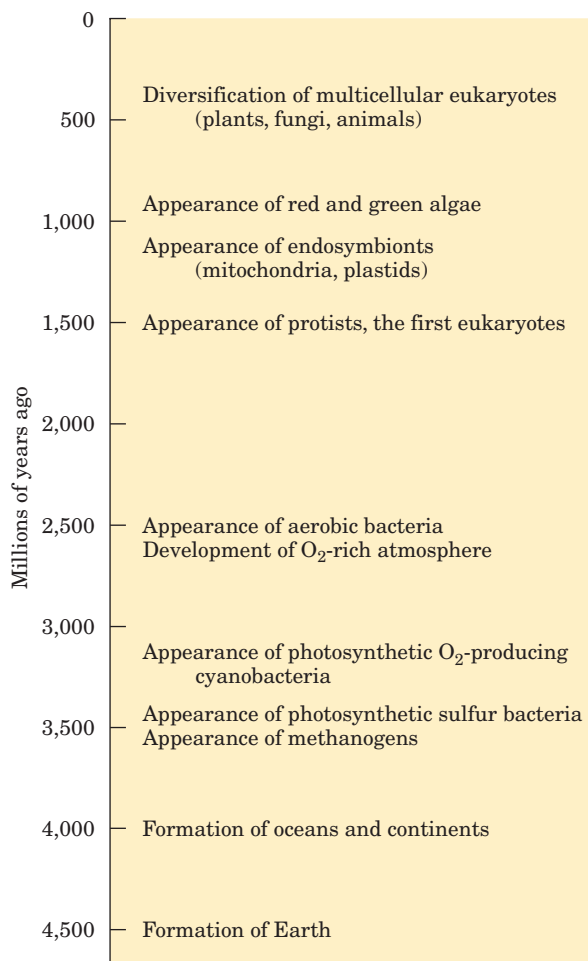 0
Diversification of multicellular eukaryotes
500
(plants, fungi, animals)
Appearance of red and green algae
1,000
Appearance of endosymbionts
(mitochondria, plastids)
1,500
Appearance of protists, the first eukaryotes
Millions of years ago
2,000
2,500
Appearance of aerobic bacteria
Development of O₂-rich atmosphere
3,000
Appearance of photosynthetic O₂-producing
cyanobacteria
Appearance of photosynthetic sulfur bacteria
3,500
Appearance of methanogens
4,000
Formation of oceans and continents
4,500
Formation of Earth